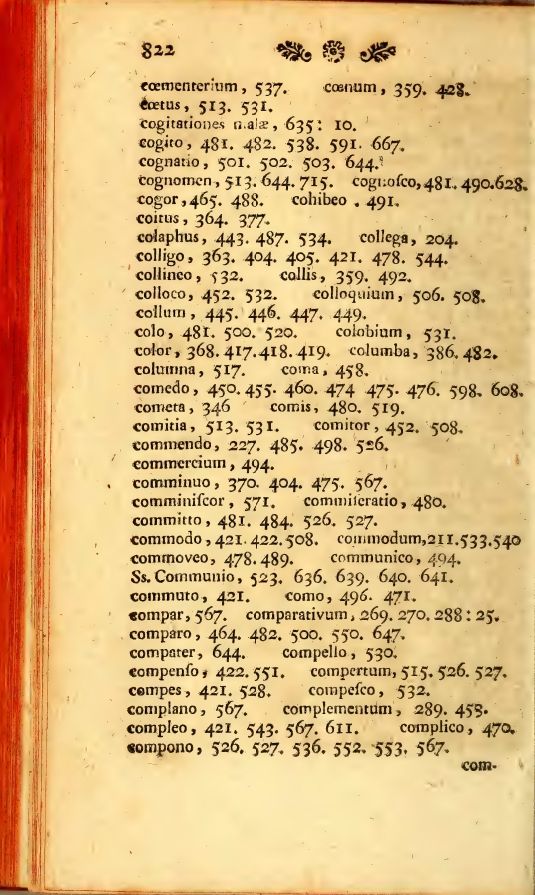 822
cœmenterium, 537. cœnum, 359. 428.
cœtus, 513. 531.
cogitationes malæ, 635: 10.
cogito, 481. 482. 538. 591. 667.
cognatio, 501. 502. 503. 644.
cognomen, 513. 644. 715. cognoſco, 481. 490. 628.
cogor, 465. 488. cohibeo. 491.
coitus, 364. 377.
colaphus, 443. 487. 534. collega, 204.
colligo, 363. 404. 405. 421. 478. 544.
collineo, 532. collis, 359. 492.
colloco, 452. 532. colloquium, 506. 508.
collum, 445. 446. 447. 449.
colo, 481. 500. 520. colobium, 531.
color, 368. 417. 418. 419. columba, 386. 482.
columna, 517. coma, 458.
comedo, 450. 455. 460. 474 475. 476. 598. 608.
cometa, 346 comis, 480. 519.
comitia, 513. 531. comitor, 452. 508.
commendo, 227. 485. 498. 526.
commercium, 494.
comminuo, 370. 404. 475. 567.
comminiſcor, 571. commiſeratio, 480.
committo, 481. 484. 526. 527.
commodo, 421. 422. 508. commodum, 211. 533. 540
commoveo, 478. 489. communico, 494.
Ss. Communio, 523. 636. 639. 640. 641.
commuto, 421. como, 496. 471.
compar, 567. comparativum, 269. 270. 288: 25.
comparo, 464. 482. 500. 550. 647.
compater, 644. compello, 530.
compenſo, 422. 551. compertum, 515. 526. 527.
compes, 421. 528. compeſco, 532.
complano, 567. complementum, 289. 453.
compleo, 421. 543. 567. 611. complico, 470.
compono, 526. 527. 536. 552. 553. 567.
com-